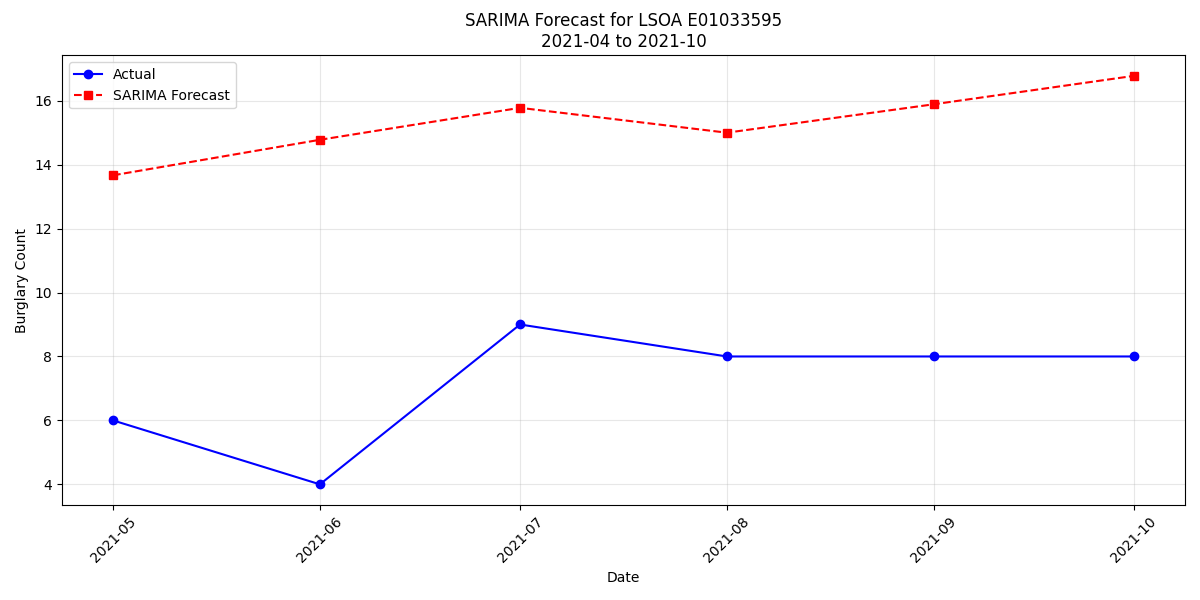 SARIMA Forecast for LSOA E01033595
2021-04 to 2021-10
Actual
SARIMA Forecast
16
14
12
10
8
6
4
Burglary Count
2021-05
2021-06
2021-07
2021-08
2021-09
2021-10
Date